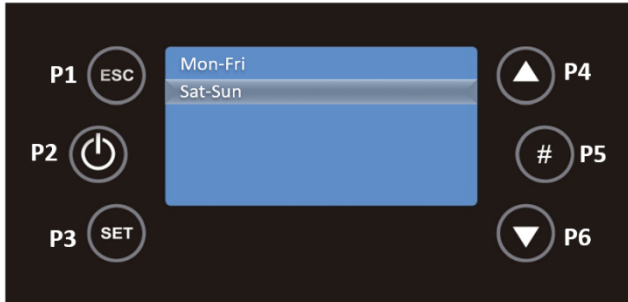 P1 ESC
Mon-Fri
Sat-Sun
P4
P2
# P5
P3 SET
P6